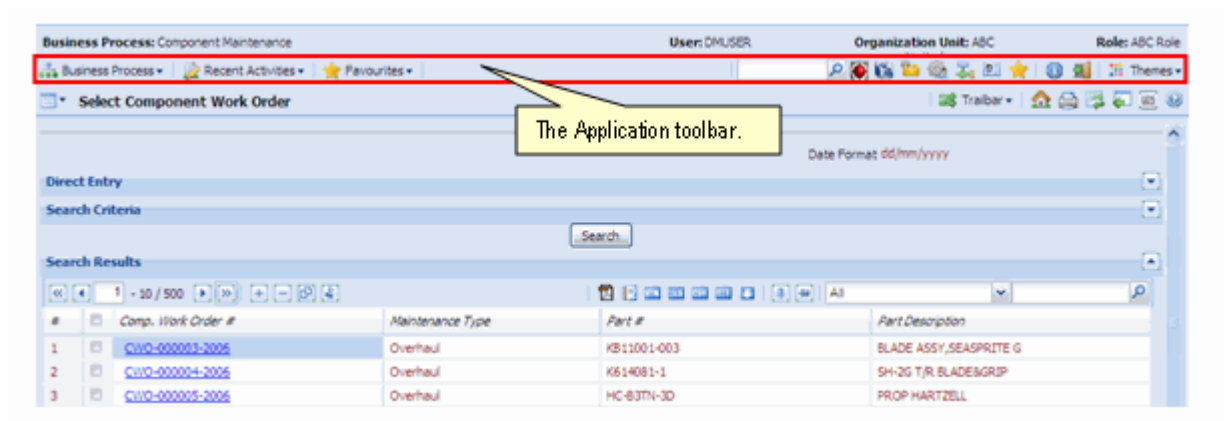 Business Process: Component Maintenance User: DMUSER Organization Unit: ABC Role: ABC Role
Business Process Recent Activities Favourites Themes
Select Component Work Order Trailbar
The Application toolbar.
Date Format dd/mm/yyyy
Direct Entry
Search Criteria
Search
Search Results
1 - 10 / 500 All
# Comp. Work Order # Maintenance Type Part # Part Description
1 CWO-000003-2006 Overhaul KB11001-003 BLADE ASSY,SEASPRITE G
2 CWO-000004-2006 Overhaul K614081-1 SH-2G T/R BLADE&GRIP
3 CWO-000005-2006 Overhaul HC-B3TN-3D PROP HARTZELL